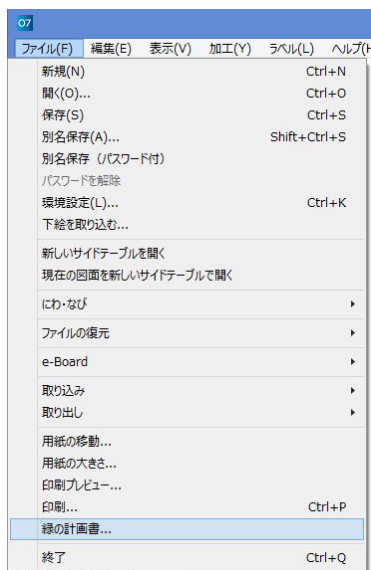 O7
ファイル(F) 編集(E) 表示(V) 加工(Y) ラベル(L) ヘルプ(H
新規(N) Ctrl+N
開く(O)... Ctrl+O
保存(S) Ctrl+S
別名保存(A)... Shift+Ctrl+S
別名保存（パスワード付）
パスワードを解除
環境設定(L)... Ctrl+K
下絵を取り込む...
新しいサイドテーブルを開く
現在の図面を新しいサイドテーブルで開く
にわ・なび
ファイルの復元
e-Board
取り込み
取り出し
用紙の移動...
用紙の大きさ...
印刷プレビュー...
印刷... Ctrl+P
緑の計画書...
終了 Ctrl+Q